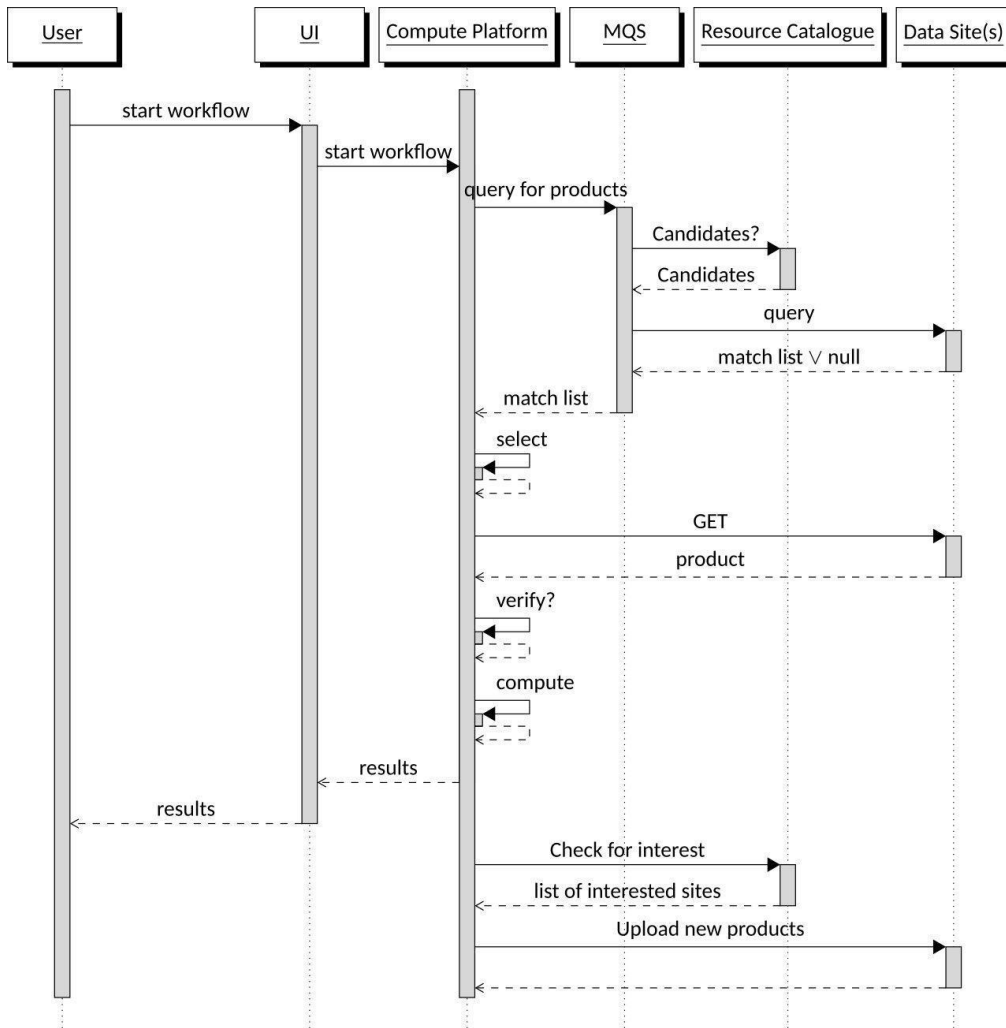 User
UI
Compute Platform
MQS
Resource Catalogue
Data Site(s)
start workflow
start workflow
query for products
Candidates?
Candidates
query
match list ∨ null
match list
select
GET
product
verify?
compute
results
results
Check for interest
list of interested sites
Upload new products